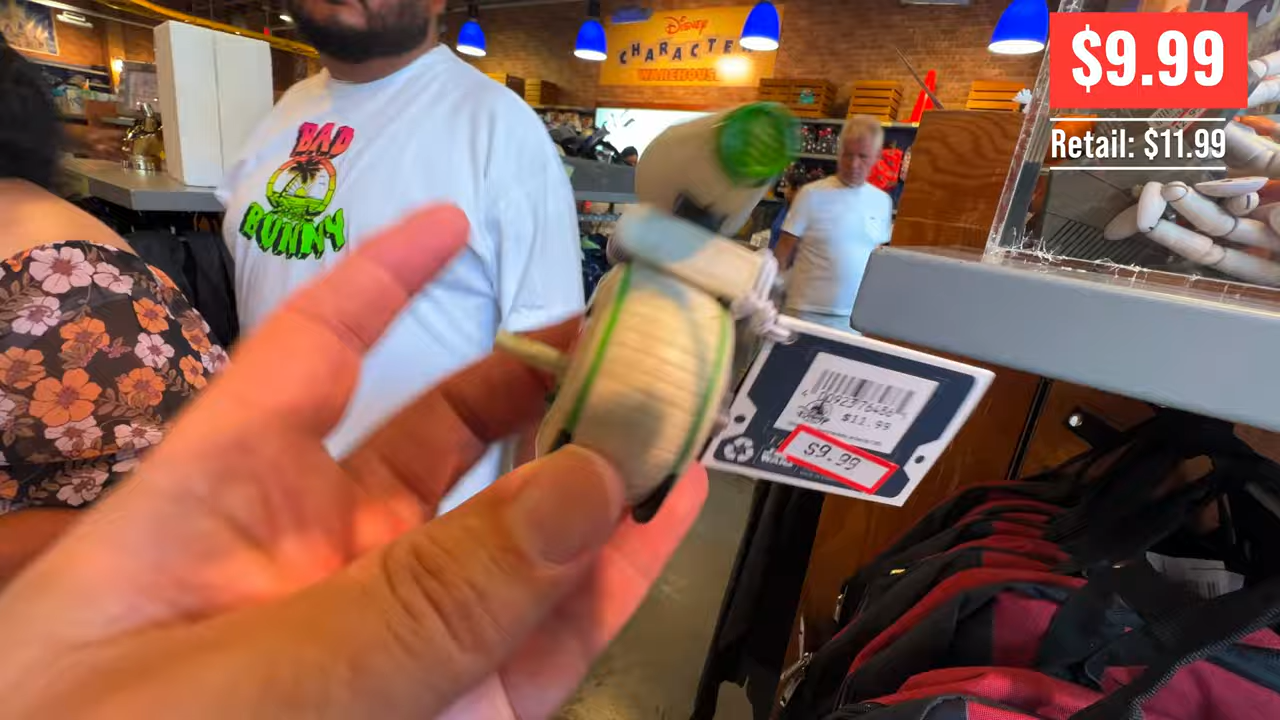 $9.99
Retail: $11.99
Disney
CHARACTER
WAREHOUSE
BAD
BUNNY
$11.99
$9.99